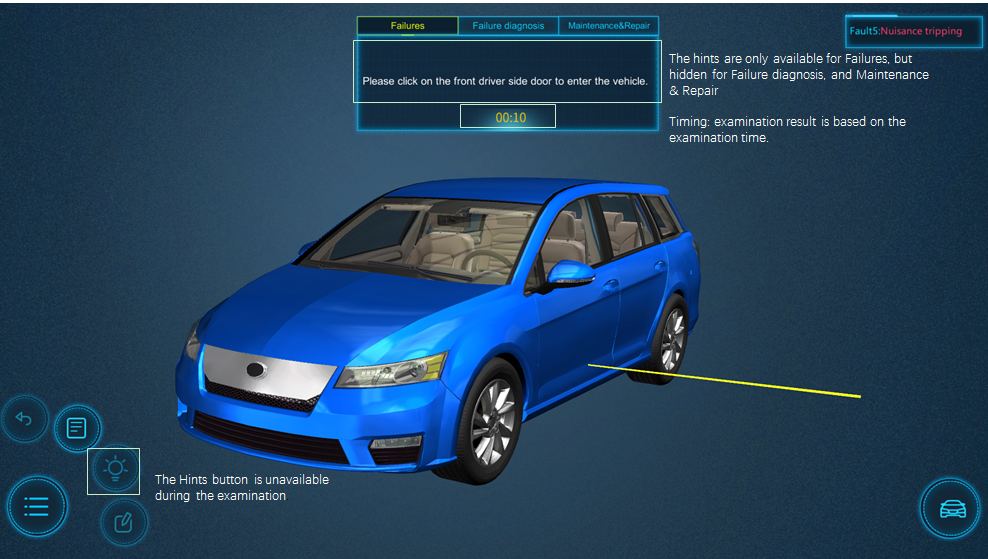 Failures
Failure diagnosis
Maintenance&Repair
Fault5:Nuisance tripping
Please click on the front driver side door to enter the vehicle.
00:10
The hints are only available for Failures, but
hidden for Failure diagnosis, and Maintenance
& Repair
Timing: examination result is based on the
examination time.
The Hints button is unavailable
during the examination